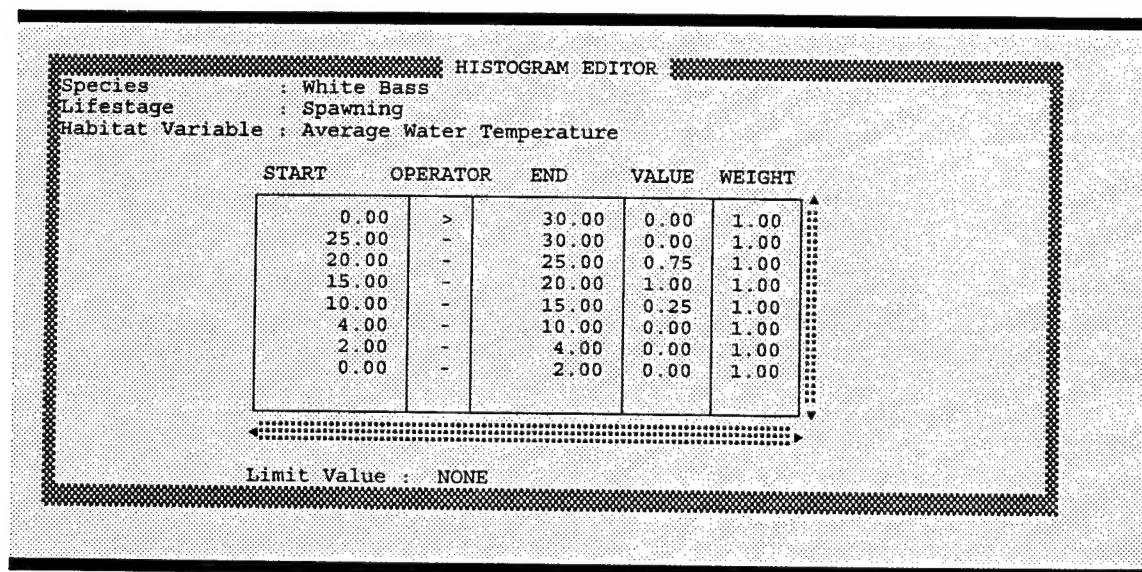 HISTOGRAM EDITOR
Species : White Bass
Lifestage : Spawning
Habitat Variable : Average Water Temperature
START OPERATOR END VALUE WEIGHT
0.00 > 30.00 0.00 1.00
25.00 - 30.00 0.00 1.00
20.00 - 25.00 0.75 1.00
15.00 - 20.00 1.00 1.00
10.00 - 15.00 0.25 1.00
4.00 - 10.00 0.00 1.00
2.00 - 4.00 0.00 1.00
0.00 - 2.00 0.00 1.00
Limit Value : NONE